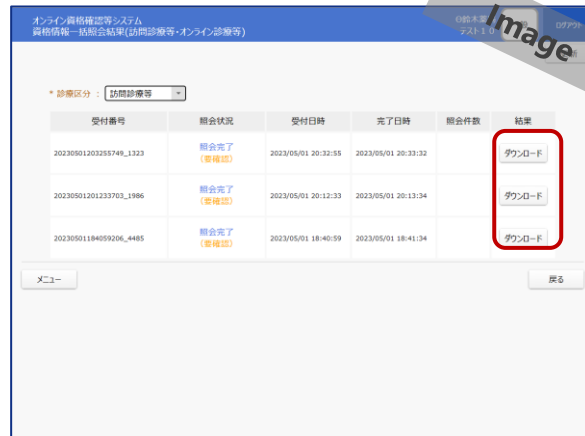 オンライン資格確認等システム
資格情報一括照会結果(訪問診療等・オンライン診療等)
テスト10
ログアウト
Image
* 診療区分 : 訪問診療等
受付番号 照会状況 受付日時 完了日時 照会件数 結果
20230501203255749_1323 照会完了 (要確認) 2023/05/01 20:32:55 2023/05/01 20:33:32 ダウンロード
20230501201233703_1986 照会完了 (要確認) 2023/05/01 20:12:33 2023/05/01 20:13:34 ダウンロード
20230501184059206_4485 照会完了 (要確認) 2023/05/01 18:40:59 2023/05/01 18:41:34 ダウンロード
メニュー 戻る